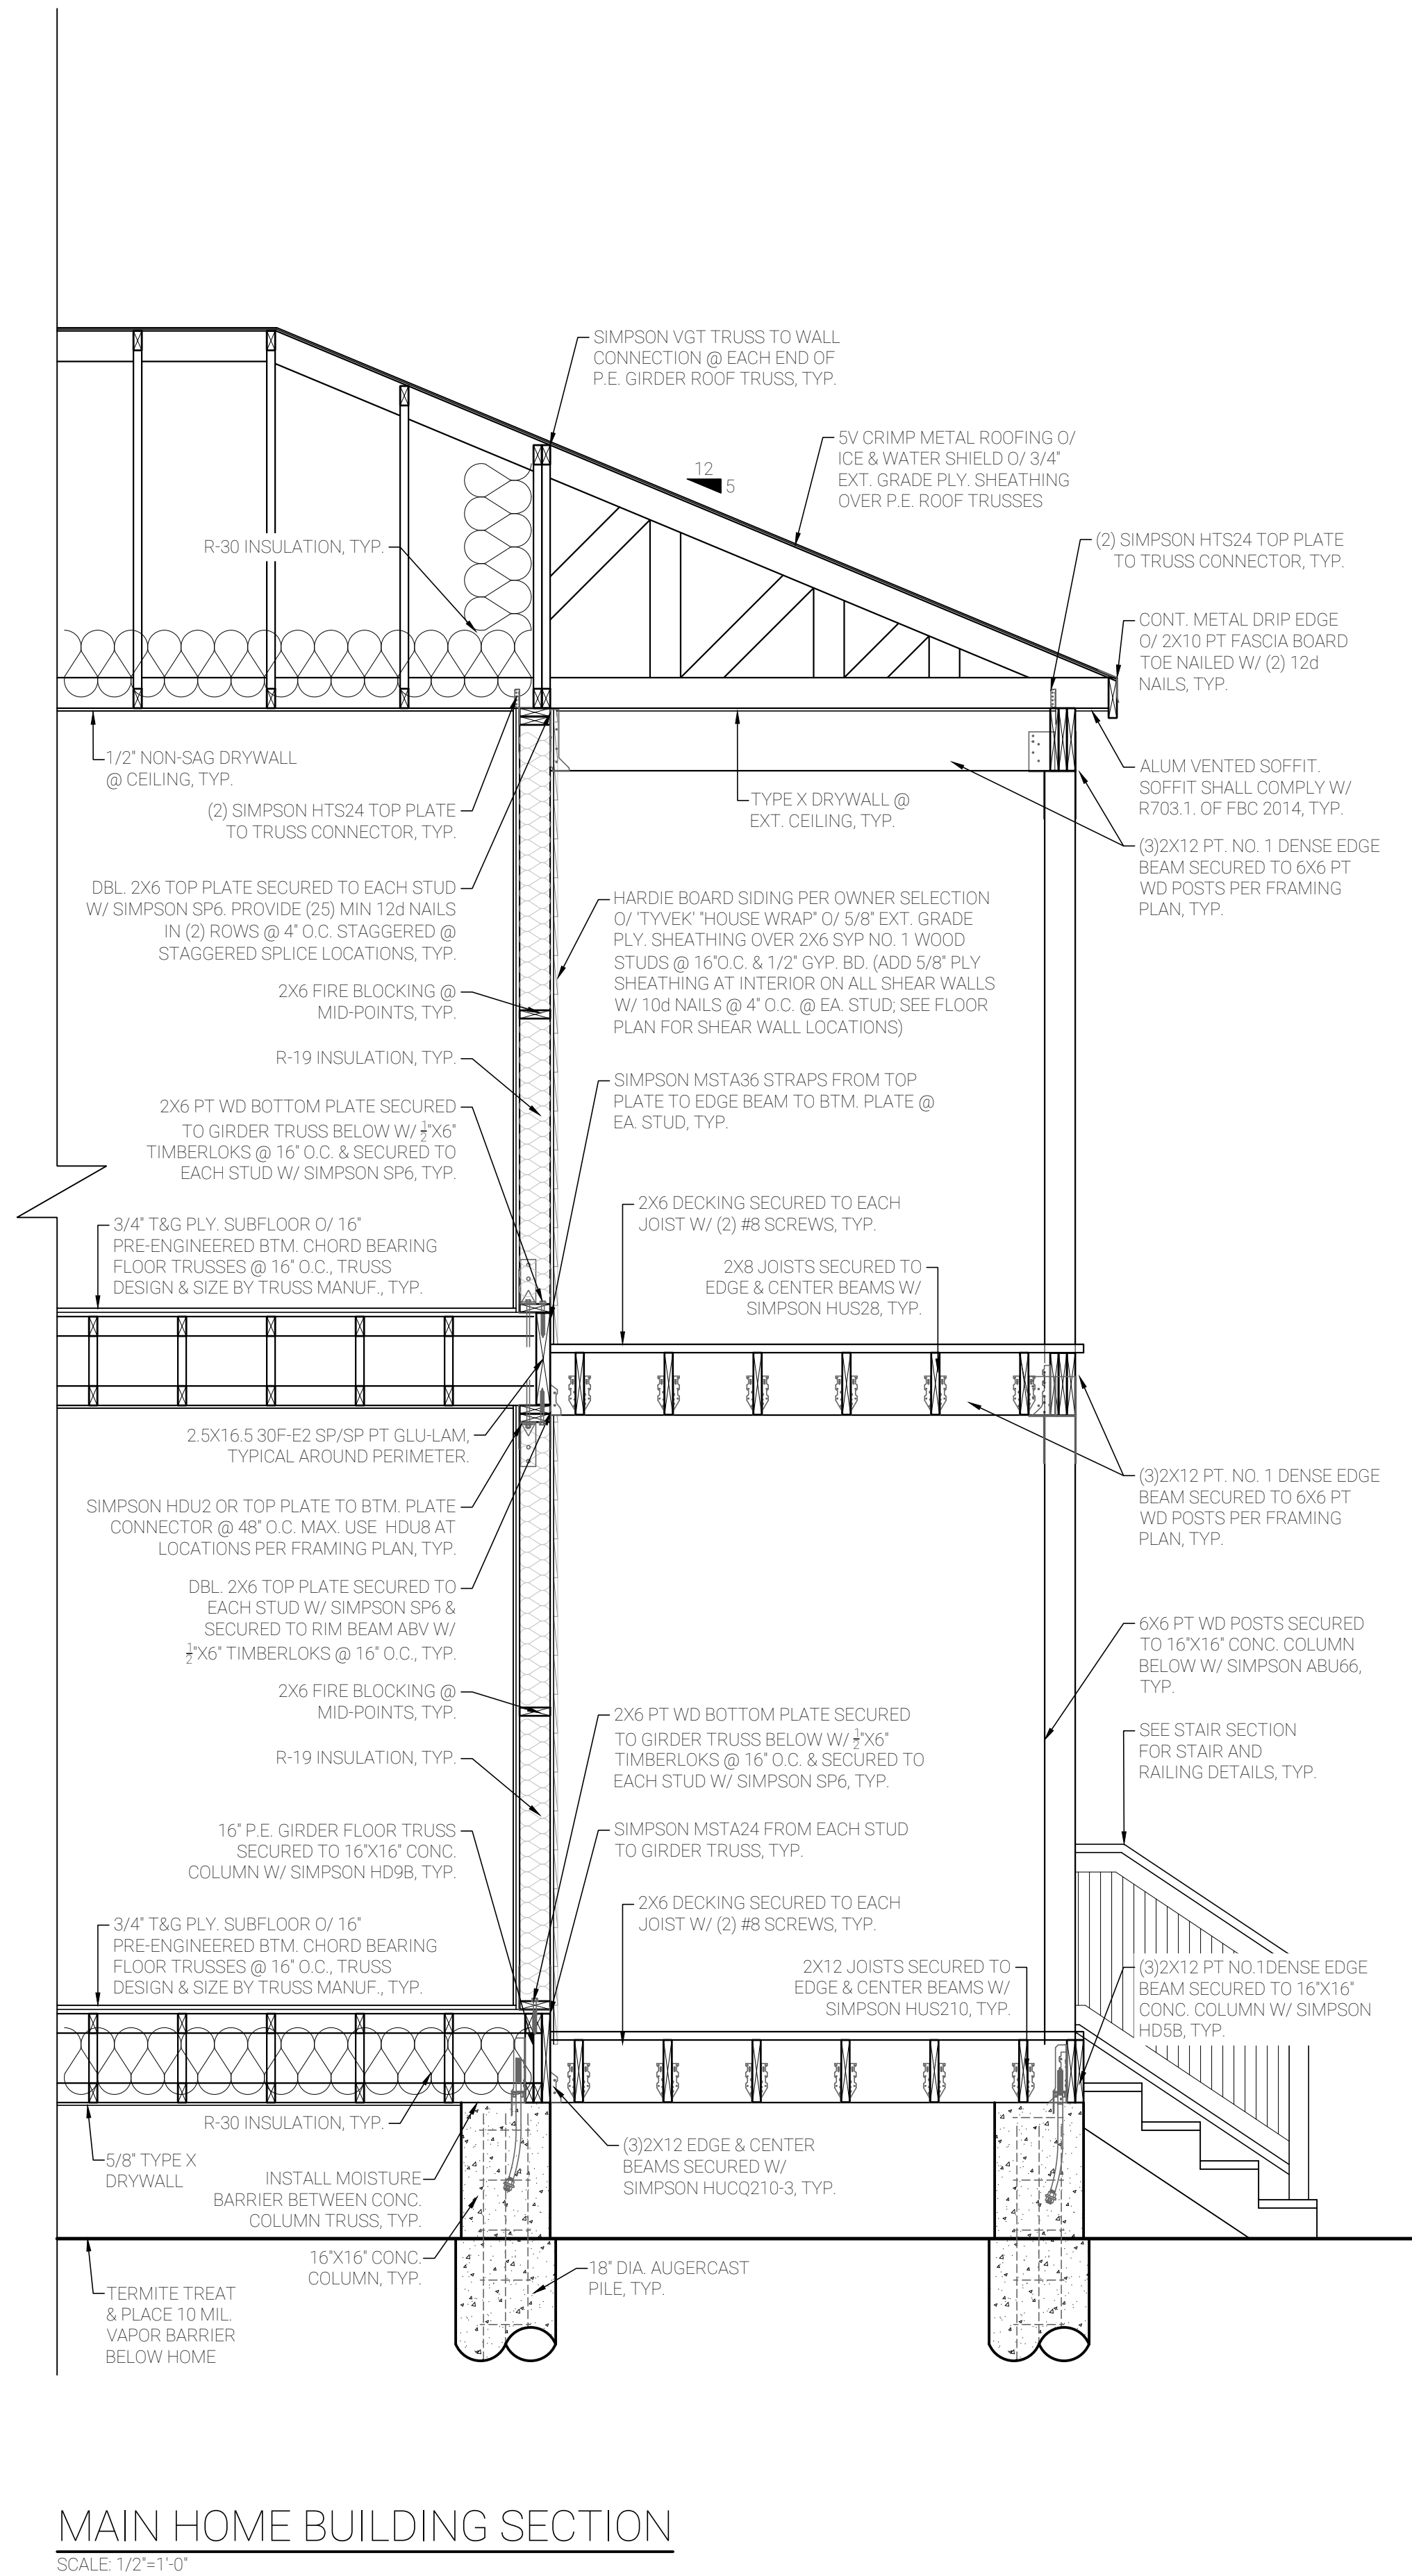 SIMPSON VGT TRUSS TO WALL
CONNECTION @ EACH END OF
P.E. GIRDER ROOF TRUSS, TYP.
5V CRIMP METAL ROOFING O/
ICE & WATER SHIELD O/ 3/4"
EXT. GRADE PLY. SHEATHING
OVER P.E. ROOF TRUSSES
12
5
R-30 INSULATION, TYP.
(2) SIMPSON HTS24 TOP PLATE
TO TRUSS CONNECTOR, TYP.
CONT. METAL DRIP EDGE
O/ 2X10 PT FASCIA BOARD
TOE NAILED W/ (2) 12d
NAILS, TYP.
1/2" NON-SAG DRYWALL
@ CEILING, TYP.
ALUM VENTED SOFFIT.
SOFFIT SHALL COMPLY W/
R703.1. OF FBC 2014, TYP.
(2) SIMPSON HTS24 TOP PLATE
TO TRUSS CONNECTOR, TYP.
TYPE X DRYWALL @
EXT. CEILING, TYP.
(3)2X12 PT. NO. 1 DENSE EDGE
BEAM SECURED TO 6X6 PT
WD POSTS PER FRAMING
PLAN, TYP.
DBL. 2X6 TOP PLATE SECURED TO EACH STUD
W/ SIMPSON SP6. PROVIDE (25) MIN 12d NAILS
IN (2) ROWS @ 4" O.C. STAGGERED @
STAGGERED SPLICE LOCATIONS, TYP.
HARDIE BOARD SIDING PER OWNER SELECTION
O/ 'TYVEK' "HOUSE WRAP" O/ 5/8" EXT. GRADE
PLY. SHEATHING OVER 2X6 SYP NO. 1 WOOD
STUDS @ 16"O.C. & 1/2" GYP. BD. (ADD 5/8" PLY
SHEATHING AT INTERIOR ON ALL SHEAR WALLS
W/ 10d NAILS @ 4" O.C. @ EA. STUD; SEE FLOOR
PLAN FOR SHEAR WALL LOCATIONS)
2X6 FIRE BLOCKING @
MID-POINTS, TYP.
R-19 INSULATION, TYP.
SIMPSON MSTA36 STRAPS FROM TOP
PLATE TO EDGE BEAM TO BTM. PLATE @
EA. STUD, TYP.
2X6 PT WD BOTTOM PLATE SECURED
TO GIRDER TRUSS BELOW W/ ½"X6"
TIMBERLOKS @ 16" O.C. & SECURED TO
EACH STUD W/ SIMPSON SP6, TYP.
2X6 DECKING SECURED TO EACH
JOIST W/ (2) #8 SCREWS, TYP.
3/4" T&G PLY. SUBFLOOR O/ 16"
PRE-ENGINEERED BTM. CHORD BEARING
FLOOR TRUSSES @ 16" O.C., TRUSS
DESIGN & SIZE BY TRUSS MANUF., TYP.
2X8 JOISTS SECURED TO
EDGE & CENTER BEAMS W/
SIMPSON HUS28, TYP.
2.5X16.5 30F-E2 SP/SP PT GLU-LAM,
TYPICAL AROUND PERIMETER.
(3)2X12 PT. NO. 1 DENSE EDGE
BEAM SECURED TO 6X6 PT
WD POSTS PER FRAMING
PLAN, TYP.
SIMPSON HDU2 OR TOP PLATE TO BTM. PLATE
CONNECTOR @ 48" O.C. MAX. USE HDU8 AT
LOCATIONS PER FRAMING PLAN, TYP.
DBL. 2X6 TOP PLATE SECURED TO
EACH STUD W/ SIMPSON SP6 &
SECURED TO RIM BEAM ABV W/
½"X6" TIMBERLOKS @ 16" O.C., TYP.
6X6 PT WD POSTS SECURED
TO 16"X16" CONC. COLUMN
BELOW W/ SIMPSON ABU66,
TYP.
2X6 FIRE BLOCKING @
MID-POINTS, TYP.
2X6 PT WD BOTTOM PLATE SECURED
TO GIRDER TRUSS BELOW W/ ½"X6"
TIMBERLOKS @ 16" O.C. & SECURED TO
EACH STUD W/ SIMPSON SP6, TYP.
SEE STAIR SECTION
FOR STAIR AND
RAILING DETAILS, TYP.
R-19 INSULATION, TYP.
16" P.E. GIRDER FLOOR TRUSS
SECURED TO 16"X16" CONC.
COLUMN W/ SIMPSON HD9B, TYP.
SIMPSON MSTA24 FROM EACH STUD
TO GIRDER TRUSS, TYP.
2X6 DECKING SECURED TO EACH
JOIST W/ (2) #8 SCREWS, TYP.
3/4" T&G PLY. SUBFLOOR O/ 16"
PRE-ENGINEERED BTM. CHORD BEARING
FLOOR TRUSSES @ 16" O.C., TRUSS
DESIGN & SIZE BY TRUSS MANUF., TYP.
2X12 JOISTS SECURED TO
EDGE & CENTER BEAMS W/
SIMPSON HUS210, TYP.
(3)2X12 PT NO.1DENSE EDGE
BEAM SECURED TO 16"X16"
CONC. COLUMN W/ SIMPSON
HD5B, TYP.
R-30 INSULATION, TYP.
5/8" TYPE X
DRYWALL
(3)2X12 EDGE & CENTER
BEAMS SECURED W/
SIMPSON HUCQ210-3, TYP.
INSTALL MOISTURE
BARRIER BETWEEN CONC.
COLUMN TRUSS, TYP.
16"X16" CONC.
COLUMN, TYP.
18" DIA. AUGERCAST
PILE, TYP.
TERMITE TREAT
& PLACE 10 MIL.
VAPOR BARRIER
BELOW HOME
MAIN HOME BUILDING SECTION
SCALE: 1/2"=1'-0"